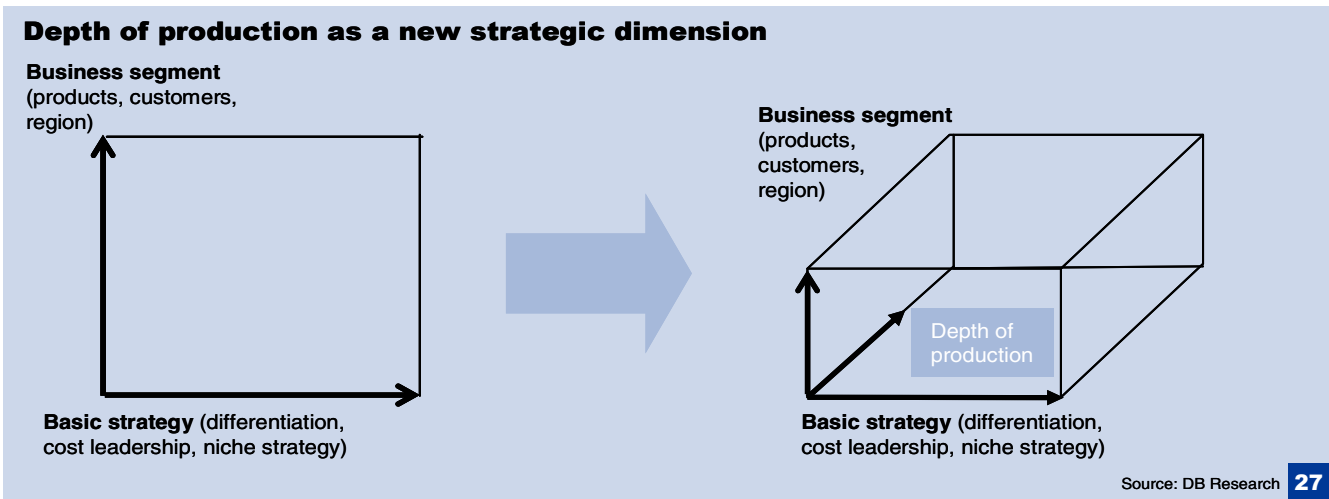 Depth of production as a new strategic dimension
Business segment
(products, customers,
region)
Basic strategy (differentiation,
cost leadership, niche strategy)
Business segment
(products,
customers,
region)
Depth of
production
Basic strategy (differentiation,
cost leadership, niche strategy)
Source: DB Research 27